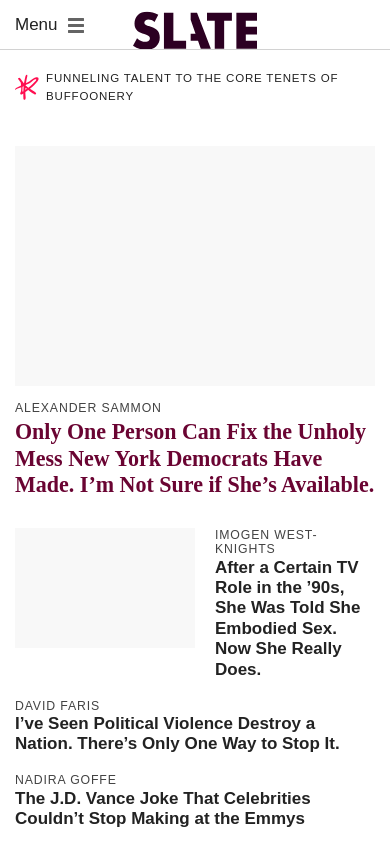 Menu
SLATE
FUNNELING TALENT TO THE CORE TENETS OF
BUFFOONERY
ALEXANDER SAMMON
Only One Person Can Fix the Unholy
Mess New York Democrats Have
Made. I’m Not Sure if She’s Available.
IMOGEN WEST-
KNIGHTS
After a Certain TV
Role in the ’90s,
She Was Told She
Embodied Sex.
Now She Really
Does.
DAVID FARIS
I’ve Seen Political Violence Destroy a
Nation. There’s Only One Way to Stop It.
NADIRA GOFFE
The J.D. Vance Joke That Celebrities
Couldn’t Stop Making at the Emmys